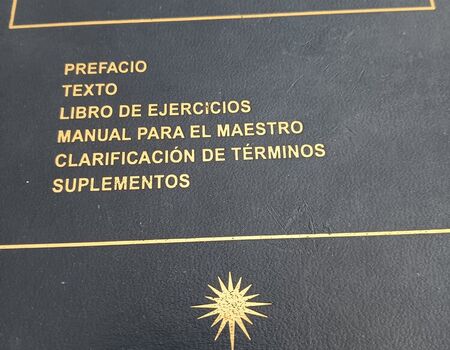 PREFACIO
TEXTO
LIBRO DE EJERCICIOS
MANUAL PARA EL MAESTRO
CLARIFICACIÓN DE TÉRMINOS
SUPLEMENTOS